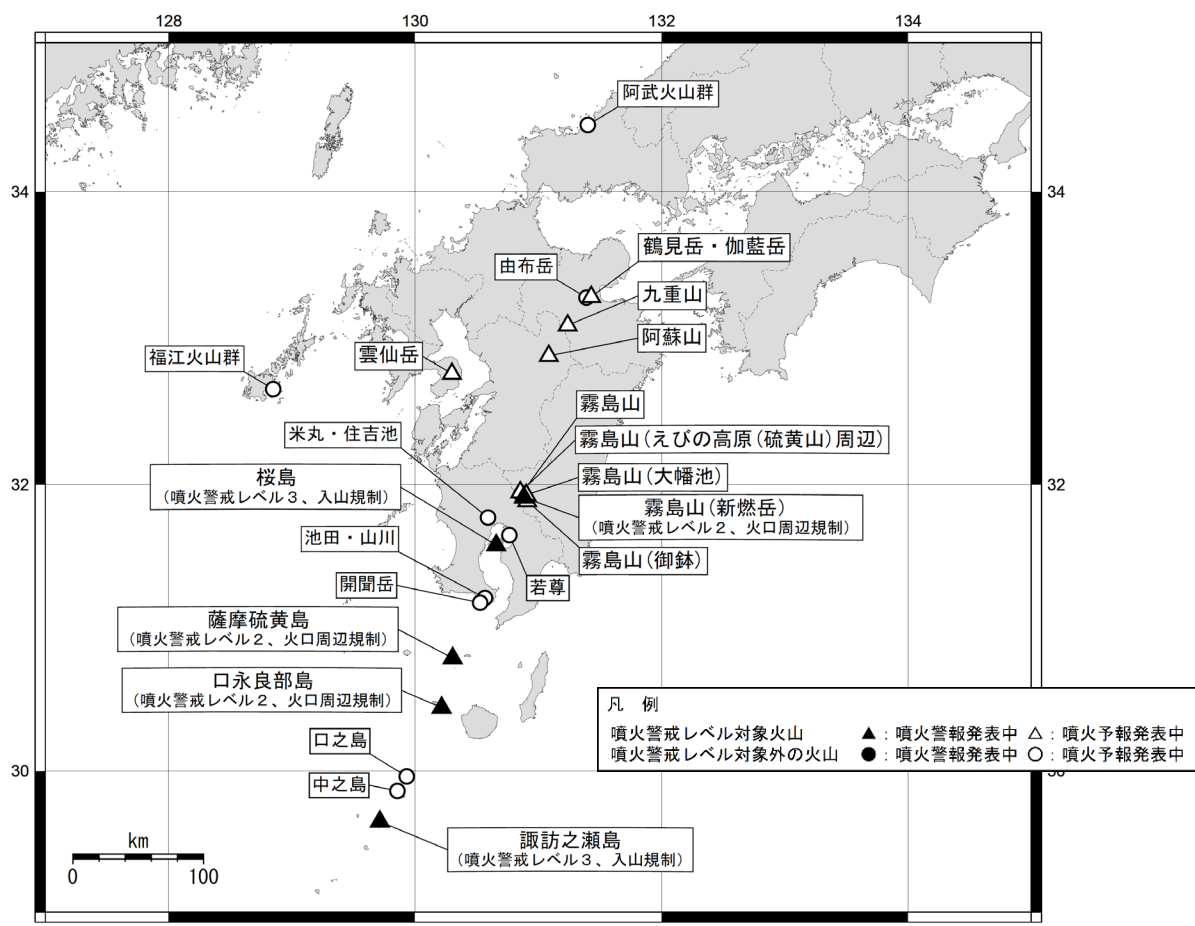 128
130
132
134
阿武火山群
34
34
鶴見岳・伽藍岳
由布岳
九重山
阿蘇山
雲仙岳
福江火山群
霧島山
米丸・住吉池
霧島山(えびの高原(硫黄山)周辺)
桜島
(噴火警戒レベル3、入山規制)
霧島山(大幡池)
32
32
霧島山(新燃岳)
(噴火警戒レベル2、火口周辺規制)
池田・山川
霧島山(御鉢)
開聞岳
若尊
薩摩硫黄島
(噴火警戒レベル2、火口周辺規制)
口永良部島
(噴火警戒レベル2、火口周辺規制)
凡 例
噴火警戒レベル対象火山 ▲:噴火警報発表中 △:噴火予報発表中
噴火警戒レベル対象外の火山 ●:噴火警報発表中 ○:噴火予報発表中
口之島
30
30
中之島
諏訪之瀬島
(噴火警戒レベル3、入山規制)
km
0 100